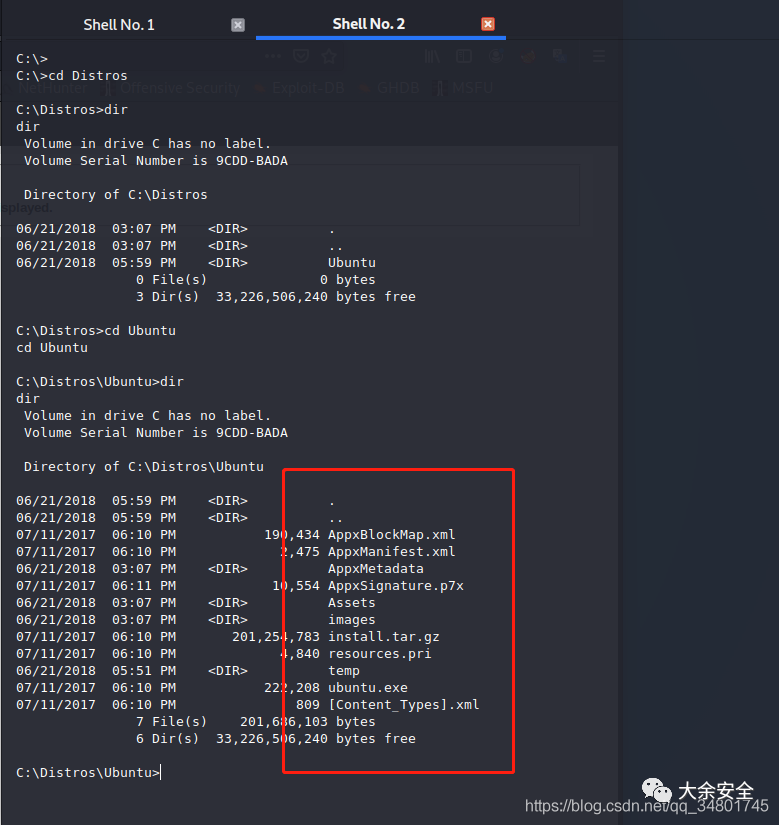 Shell No. 1
Shell No. 2
NetHunter Offensive Security Exploit-DB GHDB MSFU
C:\>
C:\>cd Distros
C:\Distros>dir
dir
 Volume in drive C has no label.
 Volume Serial Number is 9CDD-BADA
 Directory of C:\Distros
splayed.
06/21/2018  03:07 PM    <DIR>          .
06/21/2018  03:07 PM    <DIR>          ..
06/21/2018  05:59 PM    <DIR>          Ubuntu
               0 File(s)              0 bytes
               3 Dir(s)  33,226,506,240 bytes free
C:\Distros>cd Ubuntu
cd Ubuntu
C:\Distros\Ubuntu>dir
dir
 Volume in drive C has no label.
 Volume Serial Number is 9CDD-BADA
 Directory of C:\Distros\Ubuntu
06/21/2018  05:59 PM    <DIR>          .
06/21/2018  05:59 PM    <DIR>          ..
07/11/2017  06:10 PM           190,434 AppxBlockMap.xml
07/11/2017  06:10 PM             2,475 AppxManifest.xml
06/21/2018  03:07 PM    <DIR>          AppxMetadata
07/11/2017  06:11 PM            10,554 AppxSignature.p7x
06/21/2018  03:07 PM    <DIR>          Assets
06/21/2018  03:07 PM    <DIR>          images
07/11/2017  06:10 PM       201,254,783 install.tar.gz
07/11/2017  06:10 PM             4,840 resources.pri
06/21/2018  05:51 PM    <DIR>          temp
07/11/2017  06:10 PM           222,208 ubuntu.exe
07/11/2017  06:10 PM               809 [Content_Types].xml
               7 File(s)    201,686,103 bytes
               6 Dir(s)  33,226,506,240 bytes free
C:\Distros\Ubuntu>
大余安全
https://blog.csdn.net/qq_34801745